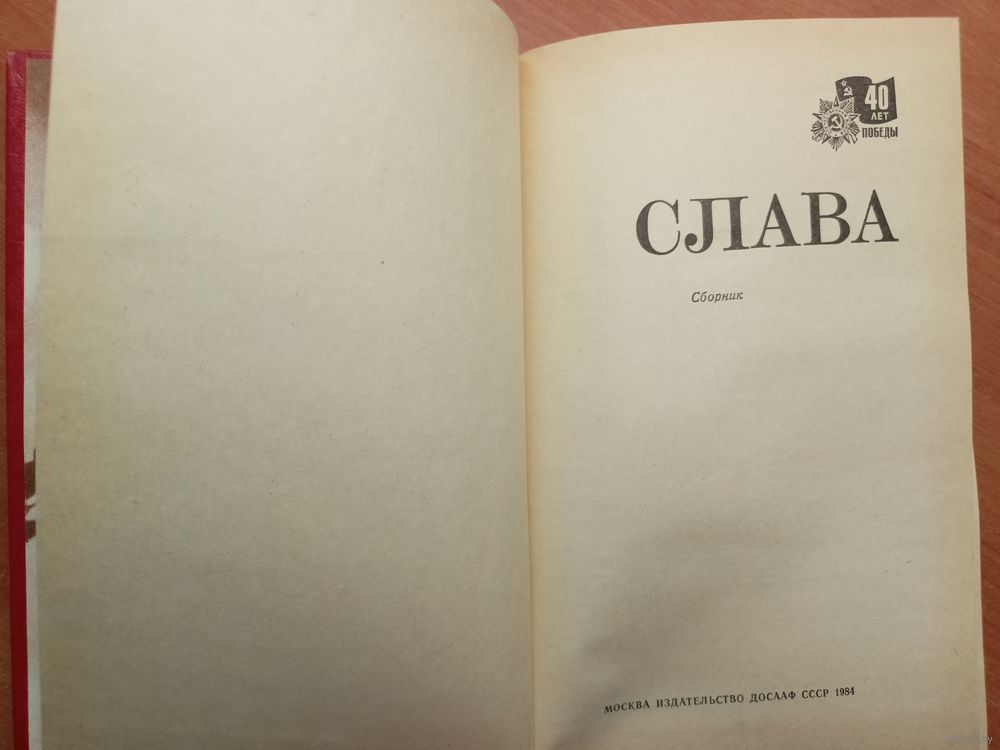 40
ЛЕТ
ПОБЕДЫ
СЛАВА
Сборник
МОСКВА ИЗДАТЕЛЬСТВО ДОСААФ СССР 1984